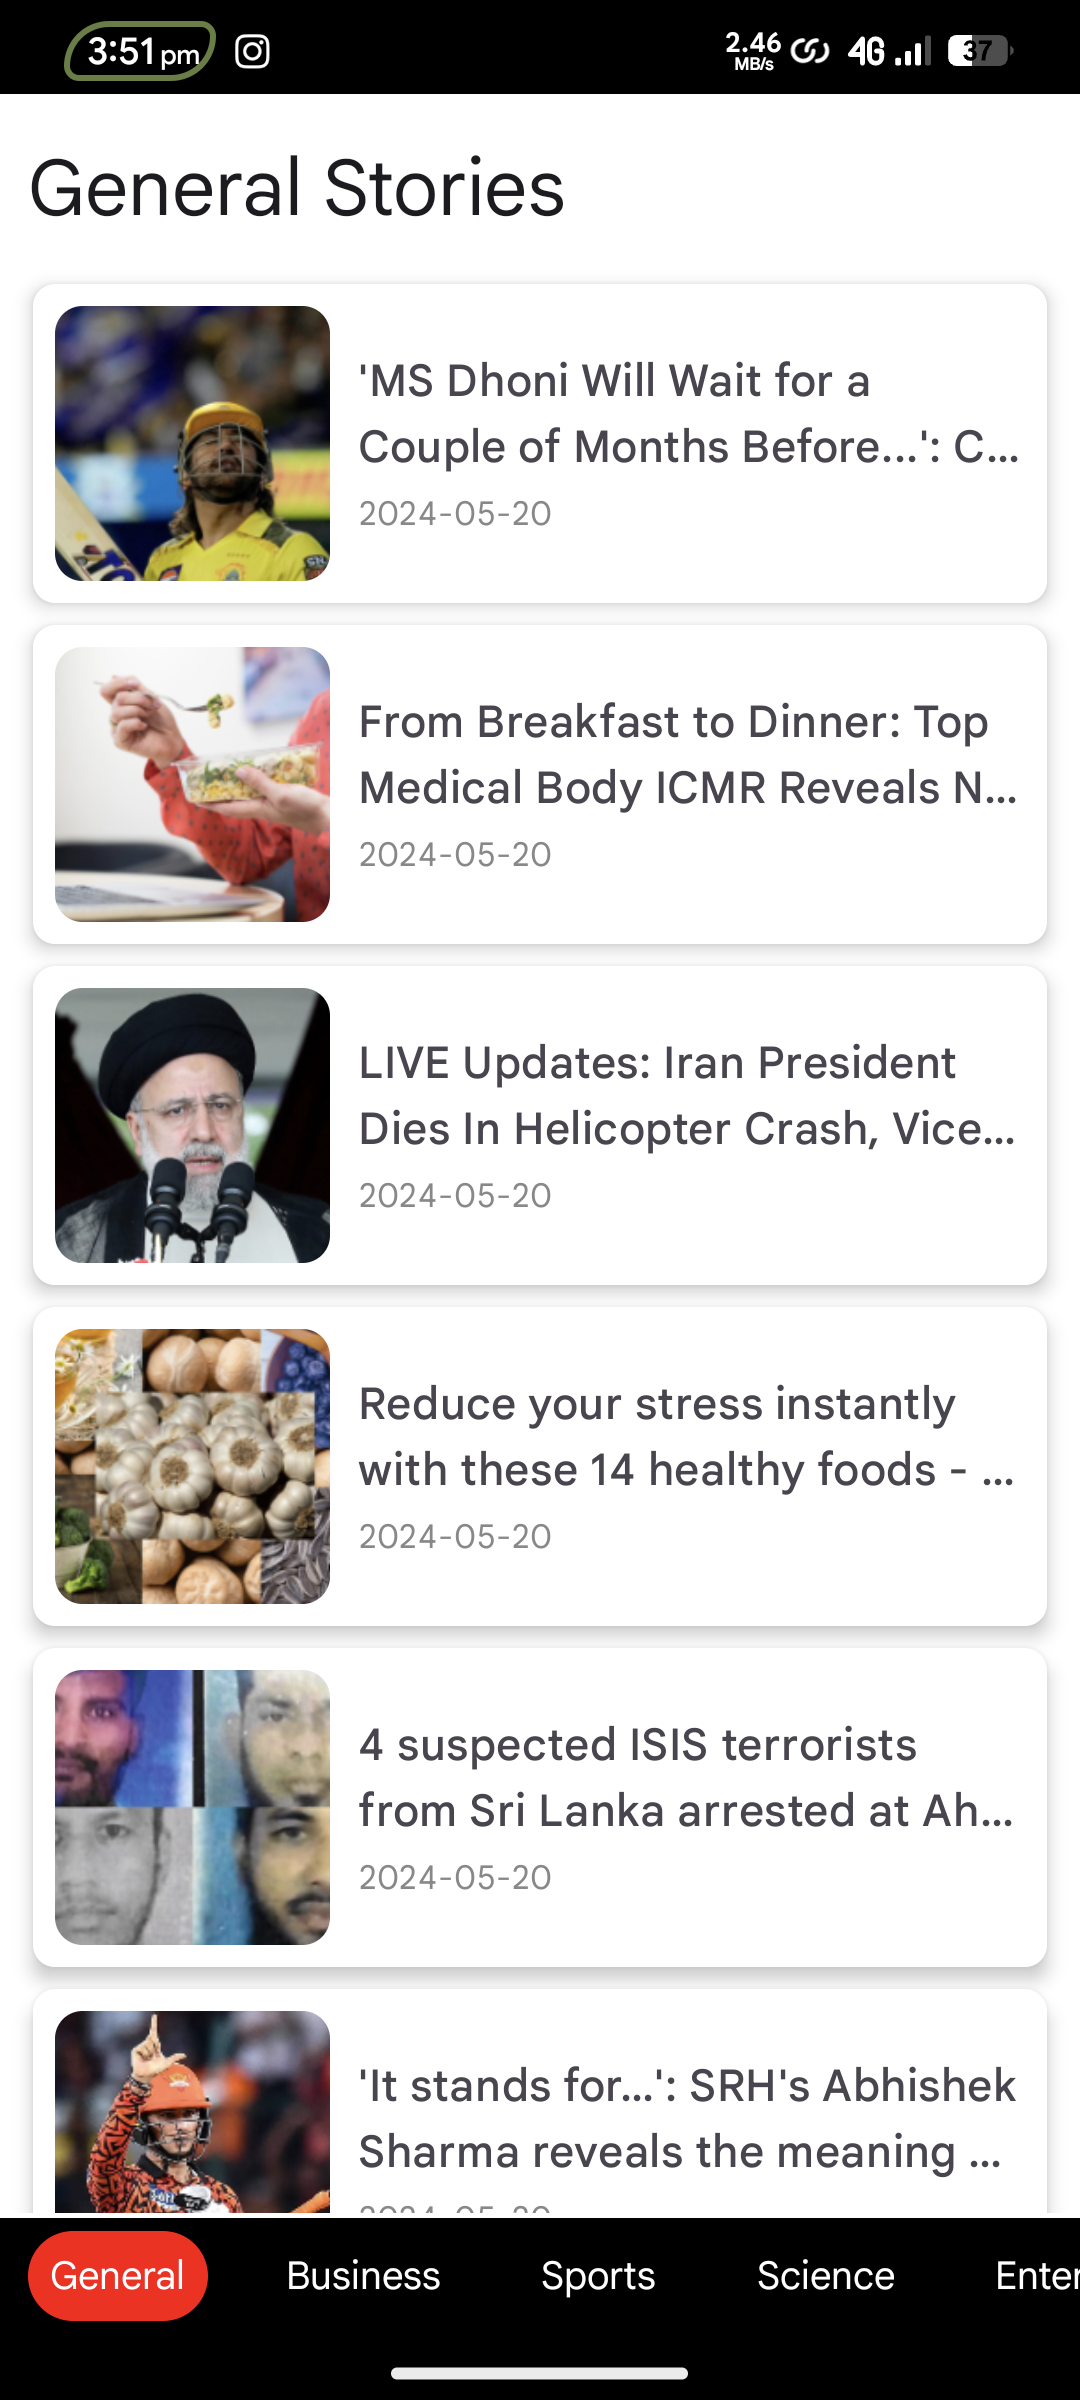 3:51 pm
2.46
MB/s
4G
37
General Stories
'MS Dhoni Will Wait for a
Couple of Months Before...': C...
2024-05-20
From Breakfast to Dinner: Top
Medical Body ICMR Reveals N...
2024-05-20
LIVE Updates: Iran President
Dies In Helicopter Crash, Vice...
2024-05-20
Reduce your stress instantly
with these 14 healthy foods - ...
2024-05-20
4 suspected ISIS terrorists
from Sri Lanka arrested at Ah...
2024-05-20
'It stands for...': SRH's Abhishek
Sharma reveals the meaning ...
2024-05-20
General
Business
Sports
Science
Enter